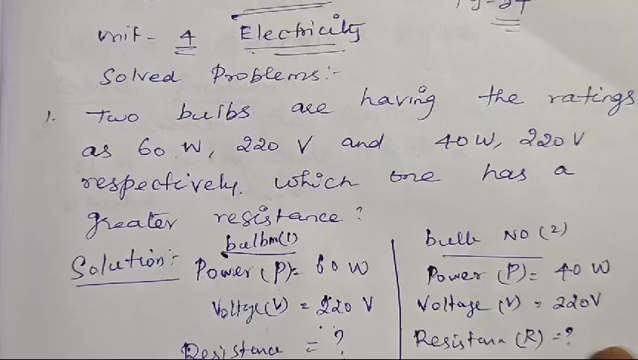 Unit- 4 Electricity
Solved Problems:-
1. Two bulbs are having the ratings
as 60 W, 220 V and 40 W, 220 V
respectively. Which one has a
greater resistance?
Solution:-
bulb no(1)
Power (P)= 60 W
Voltge(V) = 220 V
Resistance = ?
bulb NO (2)
Power (P)= 40 W
Voltage (V) = 220V
Resistana (R) =?